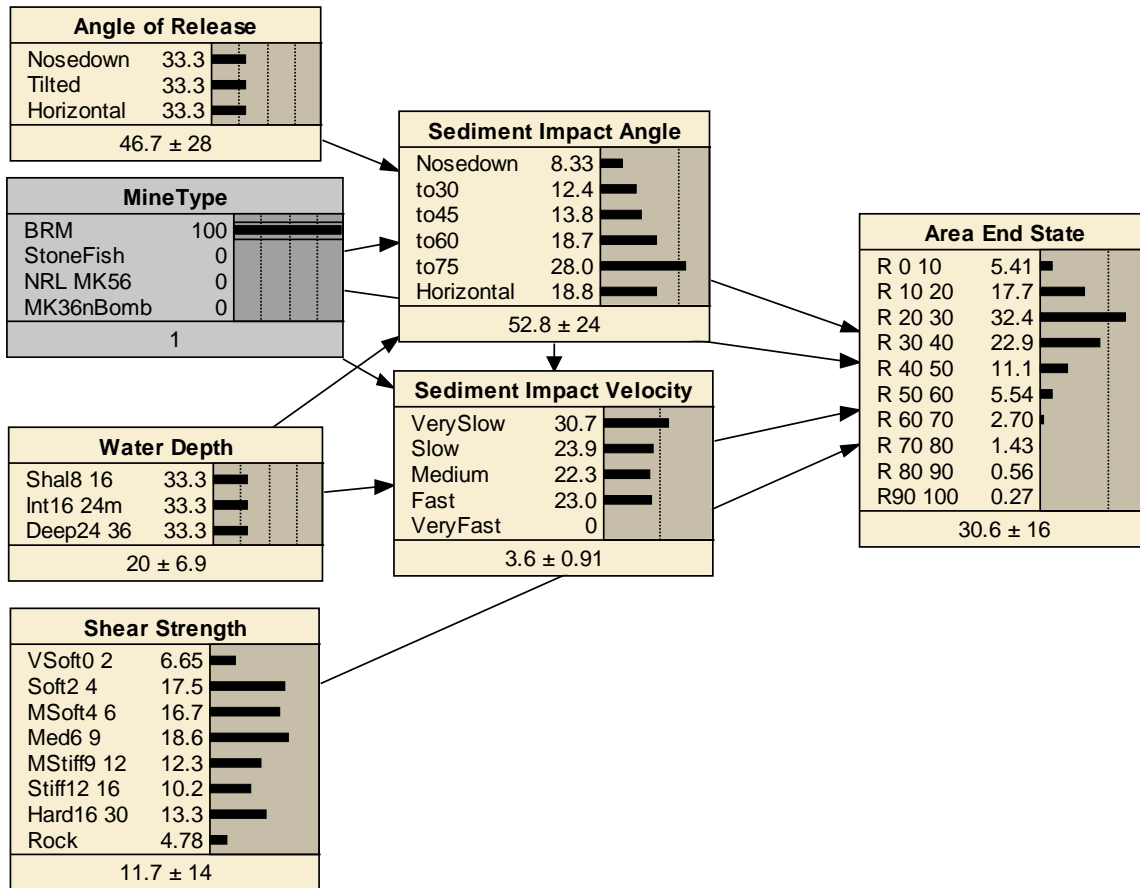 Angle of Release
Nosedown 33.3
Tilted 33.3
Horizontal 33.3
46.7 ± 28
MineType
BRM 100
StoneFish 0
NRL MK56 0
MK36nBomb 0
1
Water Depth
Shal8 16 33.3
Int16 24m 33.3
Deep24 36 33.3
20 ± 6.9
Shear Strength
VSoft0 2 6.65
Soft2 4 17.5
MSoft4 6 16.7
Med6 9 18.6
MStiff9 12 12.3
Stiff12 16 10.2
Hard16 30 13.3
Rock 4.78
11.7 ± 14
Sediment Impact Angle
Nosedown 8.33
to30 12.4
to45 13.8
to60 18.7
to75 28.0
Horizontal 18.8
52.8 ± 24
Sediment Impact Velocity
VerySlow 30.7
Slow 23.9
Medium 22.3
Fast 23.0
VeryFast 0
3.6 ± 0.91
Area End State
R 0 10 5.41
R 10 20 17.7
R 20 30 32.4
R 30 40 22.9
R 40 50 11.1
R 50 60 5.54
R 60 70 2.70
R 70 80 1.43
R 80 90 0.56
R90 100 0.27
30.6 ± 16